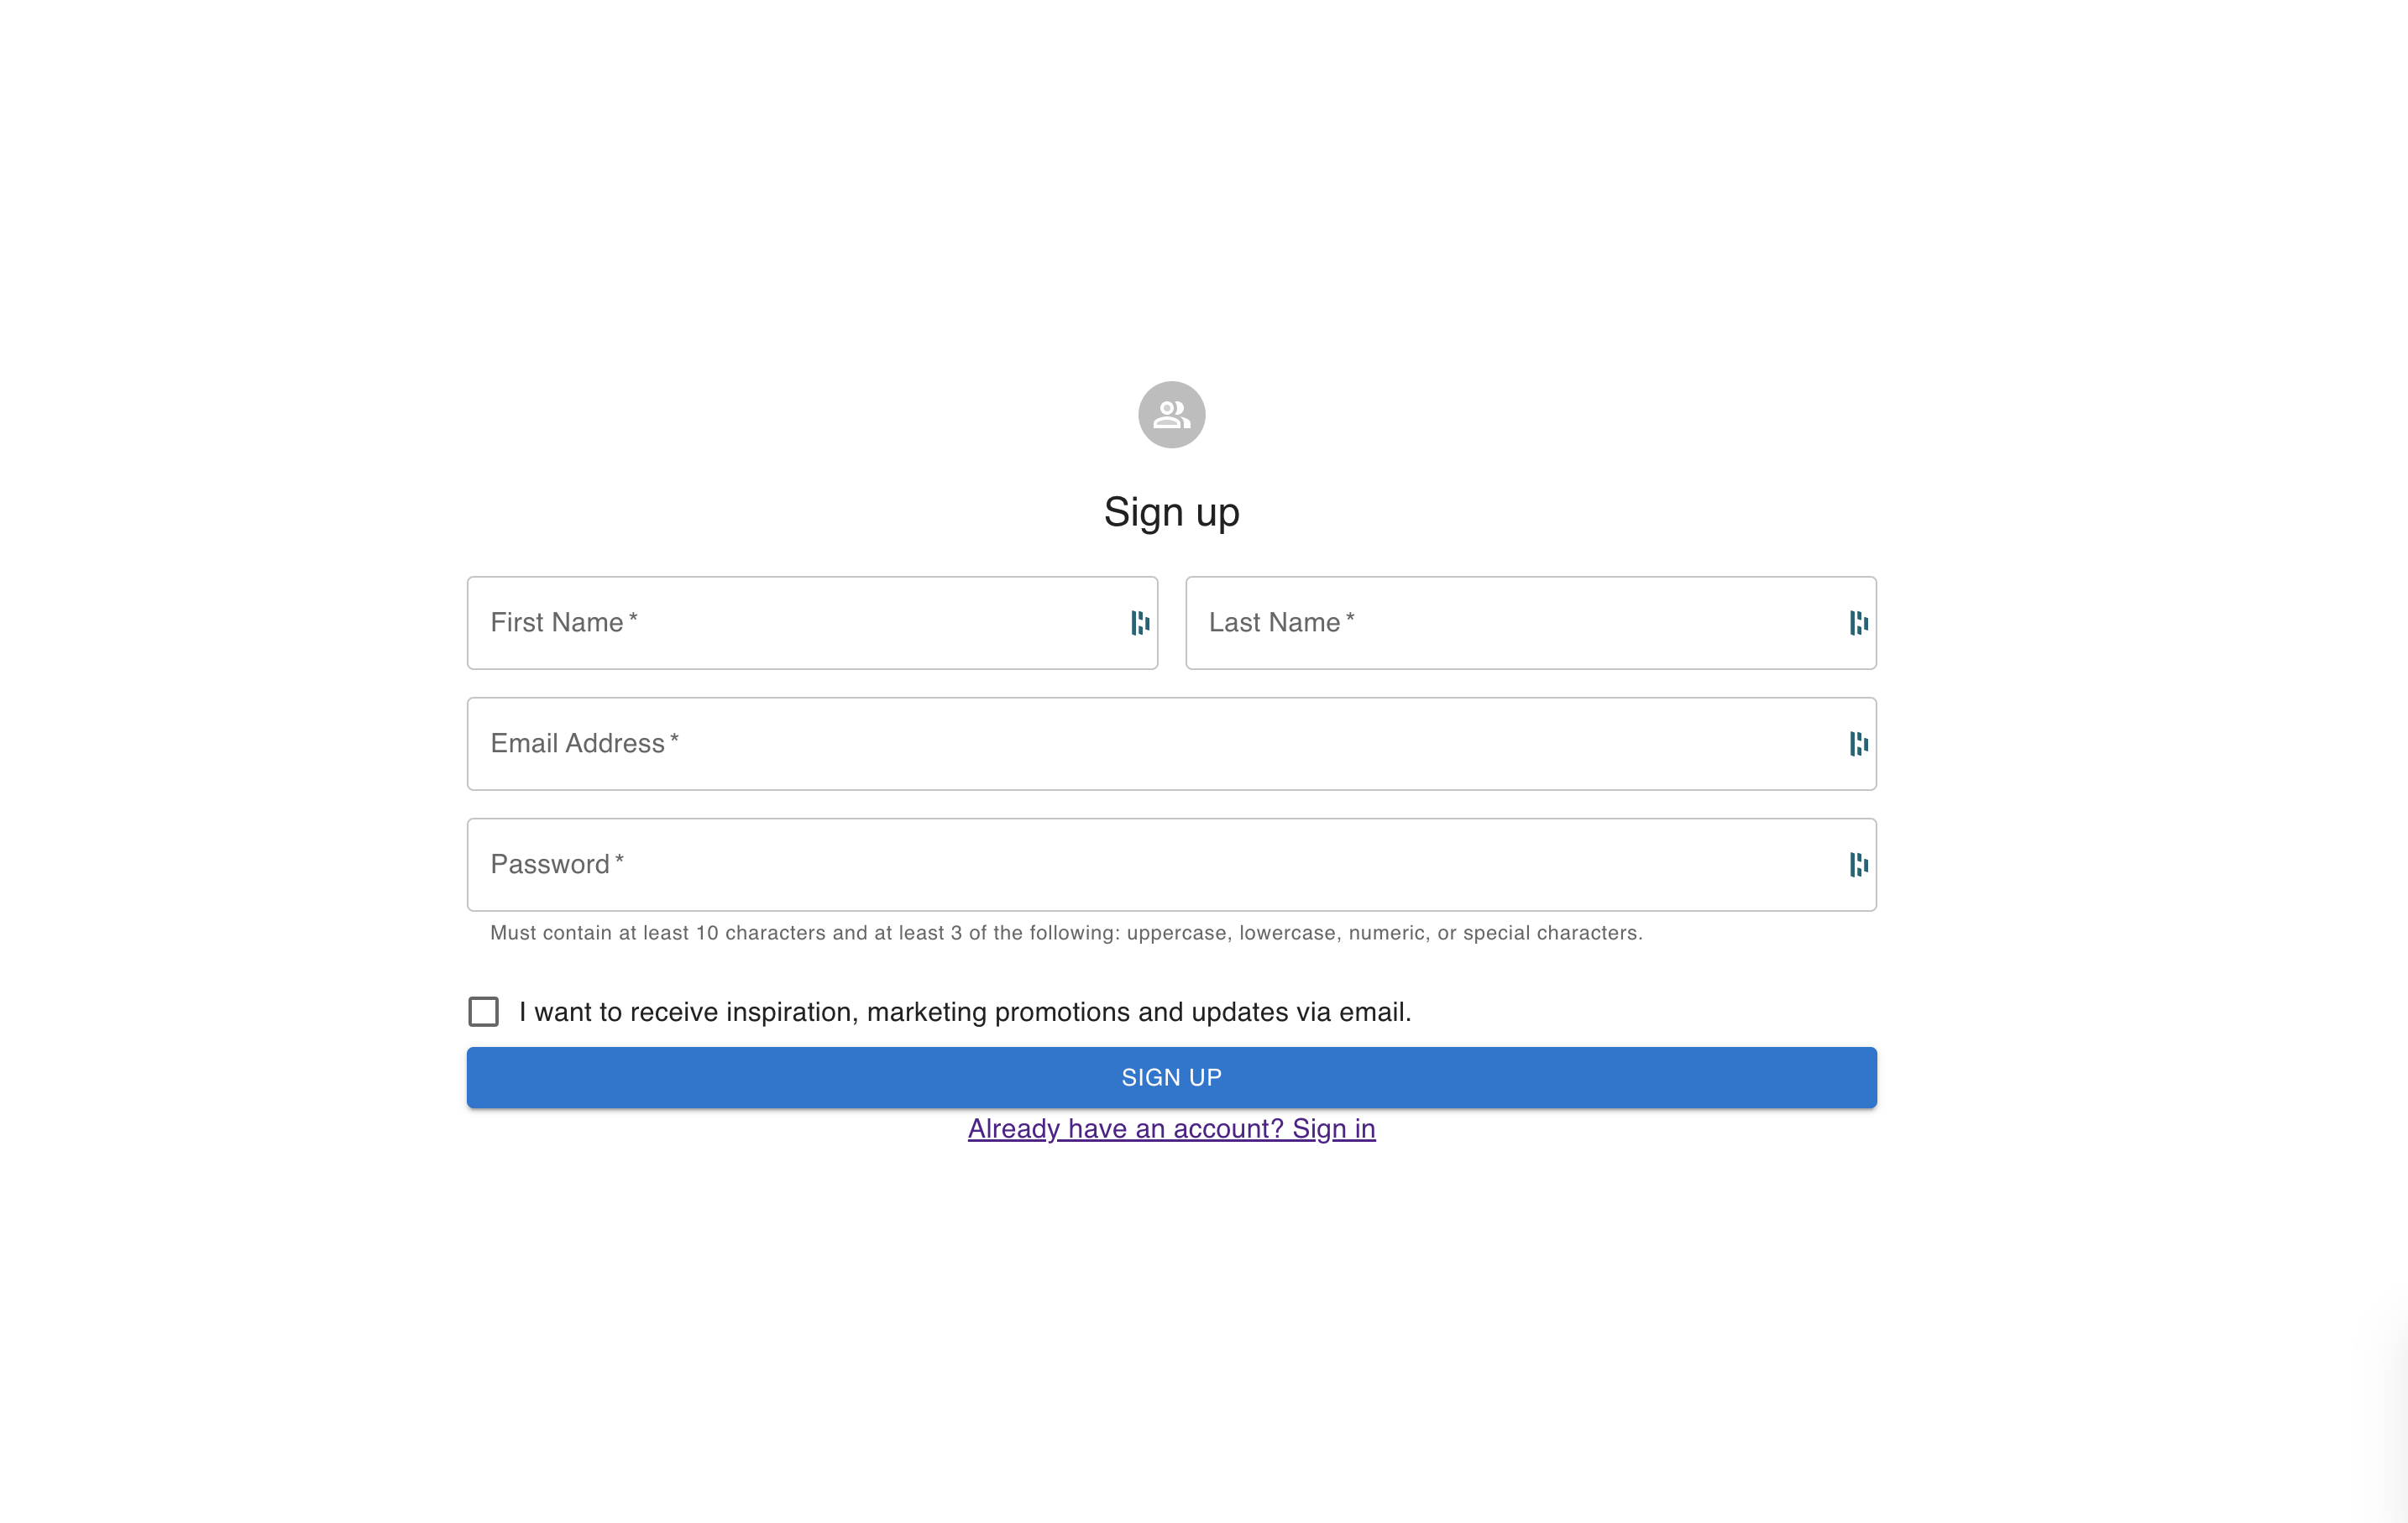 Sign up
First Name *
Last Name *
Email Address *
Password *
Must contain at least 10 characters and at least 3 of the following: uppercase, lowercase, numeric, or special characters.
I want to receive inspiration, marketing promotions and updates via email.
SIGN UP
Already have an account? Sign in